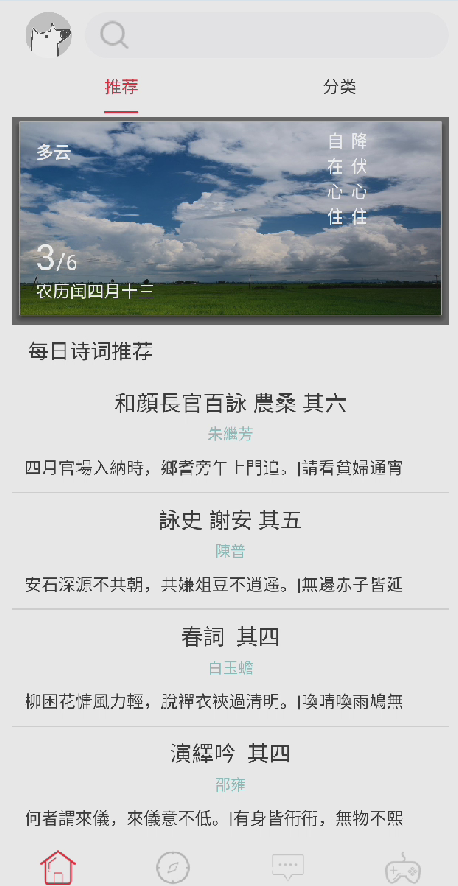 推荐
分类
多云
降伏心住
自在心住
3/6
农历闰四月十三
每日诗词推荐
和顔長官百詠 農桑 其六
朱繼芳
四月官場入納時，鄉耆旁午上門追。|請看貧婦通宵
詠史 謝安 其五
陳普
安石深源不共朝，共嫌俎豆不逍遙。|無邊赤子皆延
春詞 其四
白玉蟾
柳困花慵風力輕，脫禪衣裌過清明。|喚晴喚雨鳩無
演繹吟 其四
邵雍
何者謂來儀，來儀意不低。|有身皆衎衎，無物不熙